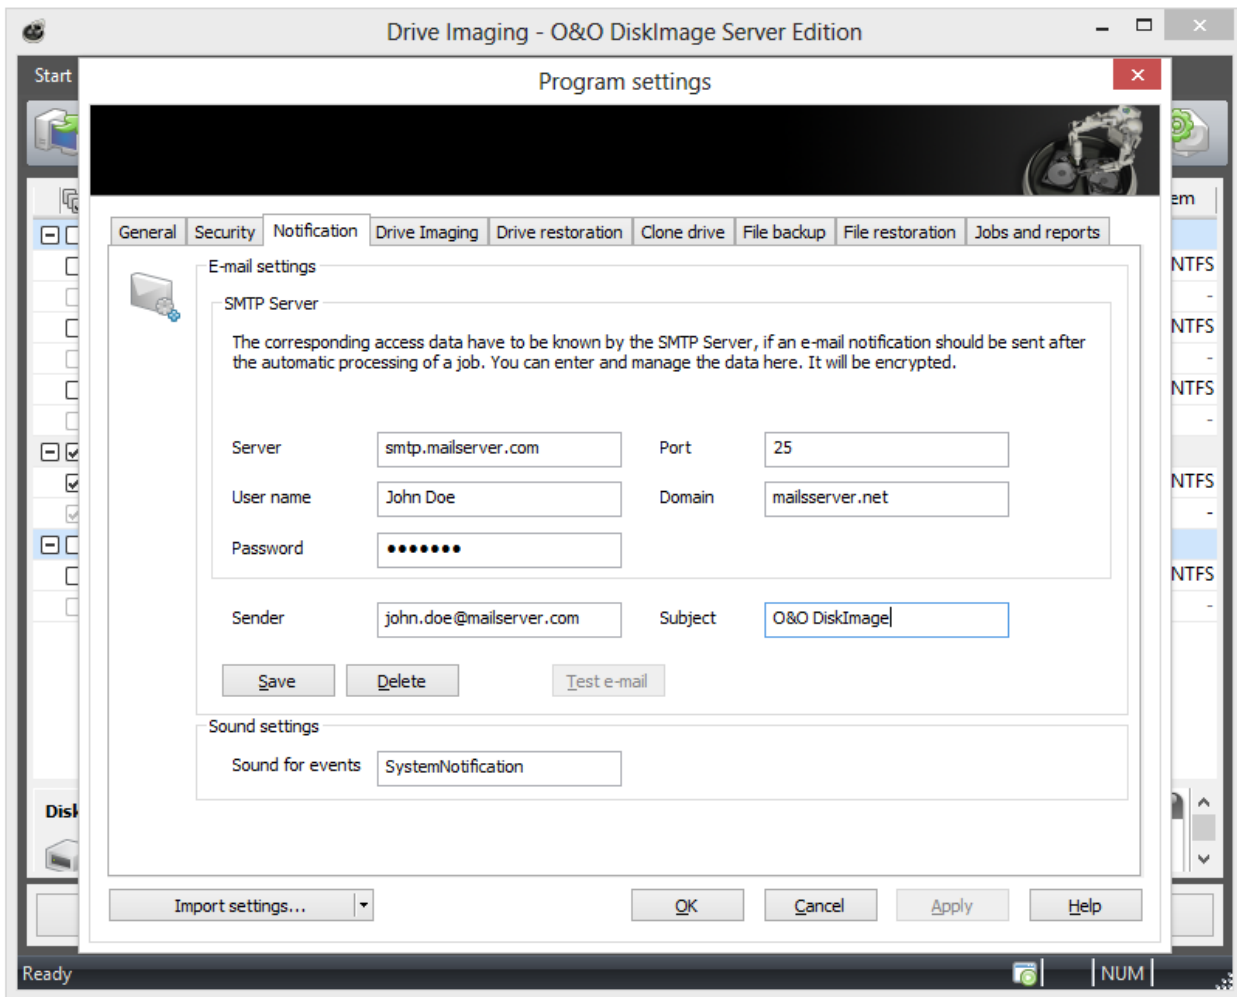 Drive Imaging - O&O DiskImage Server Edition
Start
Program settings
em
General Security Notification Drive Imaging Drive restoration Clone drive File backup File restoration Jobs and reports
E-mail settings
NTFS
-
SMTP Server
NTFS
The corresponding access data have to be known by the SMTP Server, if an e-mail notification should be sent after
the automatic processing of a job. You can enter and manage the data here. It will be encrypted.
-
NTFS
-
Server smtp.mailserver.com Port 25
NTFS
User name John Doe Domain mailsserver.net
-
Password •••••••
NTFS
-
Sender john.doe@mailserver.com Subject O&O DiskImage
Save Delete Test e-mail
Sound settings
Sound for events SystemNotification
Disk
Import settings... OK Cancel Apply Help
Ready NUM